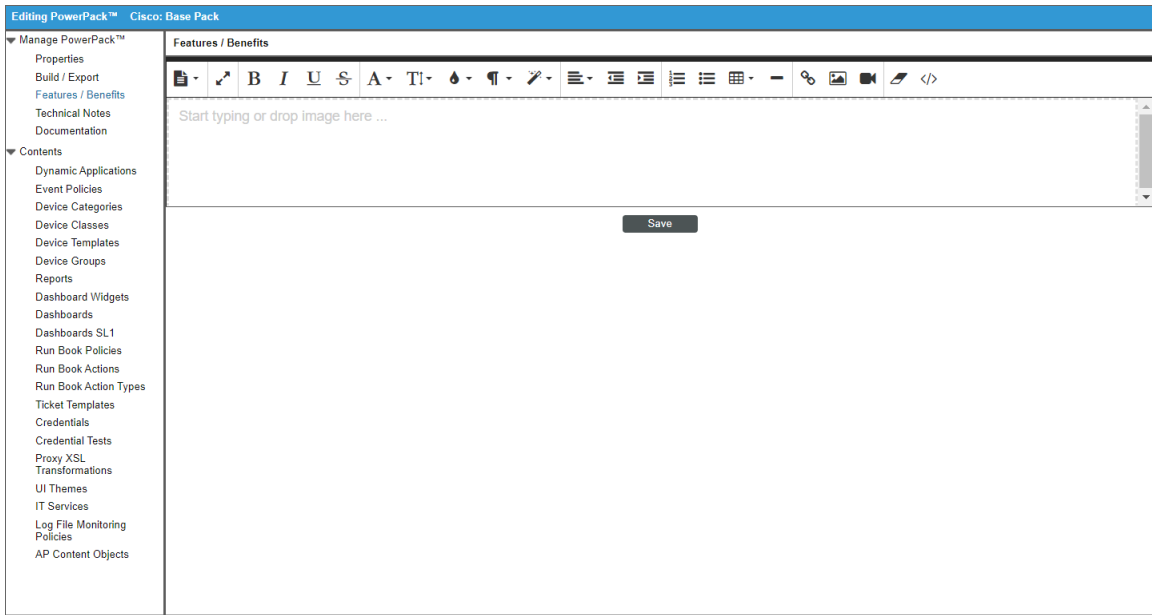 Editing PowerPack™ Cisco: Base Pack
Manage PowerPack™
Properties
Build / Export
Features / Benefits
Technical Notes
Documentation
Contents
Dynamic Applications
Event Policies
Device Categories
Device Classes
Device Templates
Device Groups
Reports
Dashboard Widgets
Dashboards
Dashboards SL1
Run Book Policies
Run Book Actions
Run Book Action Types
Ticket Templates
Credentials
Credential Tests
Proxy XSL
Transformations
UI Themes
IT Services
Log File Monitoring
Policies
AP Content Objects
Features / Benefits
B I U S A T
Start typing or drop image here ...
Save